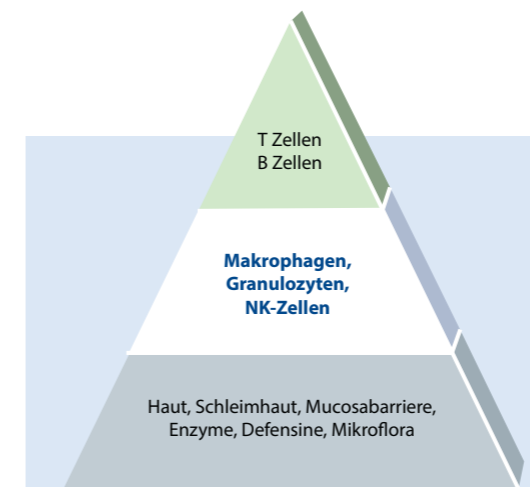 T Zellen
B Zellen
Makrophagen,
Granulozyten,
NK-Zellen
Haut, Schleimhaut, Mucosabarriere,
Enzyme, Defensine, Mikroflora